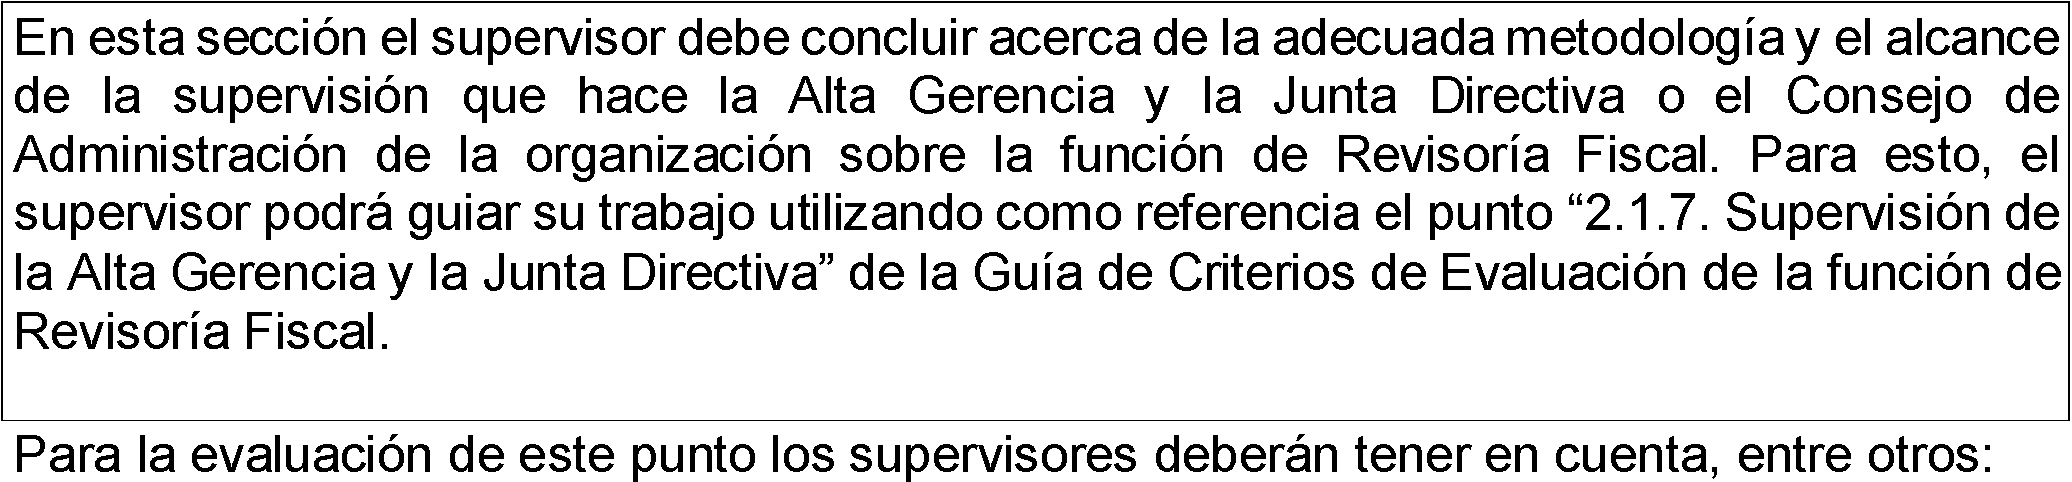 En esta sección el supervisor debe concluir acerca de la adecuada metodología y el alcance
de la supervisión que hace la Alta Gerencia y la Junta Directiva o el Consejo de
Administración de la organización sobre la función de Revisoría Fiscal. Para esto, el
supervisor podrá guiar su trabajo utilizando como referencia el punto “2.1.7. Supervisión de
la Alta Gerencia y la Junta Directiva” de la Guía de Criterios de Evaluación de la función de
Revisoría Fiscal.
Para la evaluación de este punto los supervisores deberán tener en cuenta, entre otros: